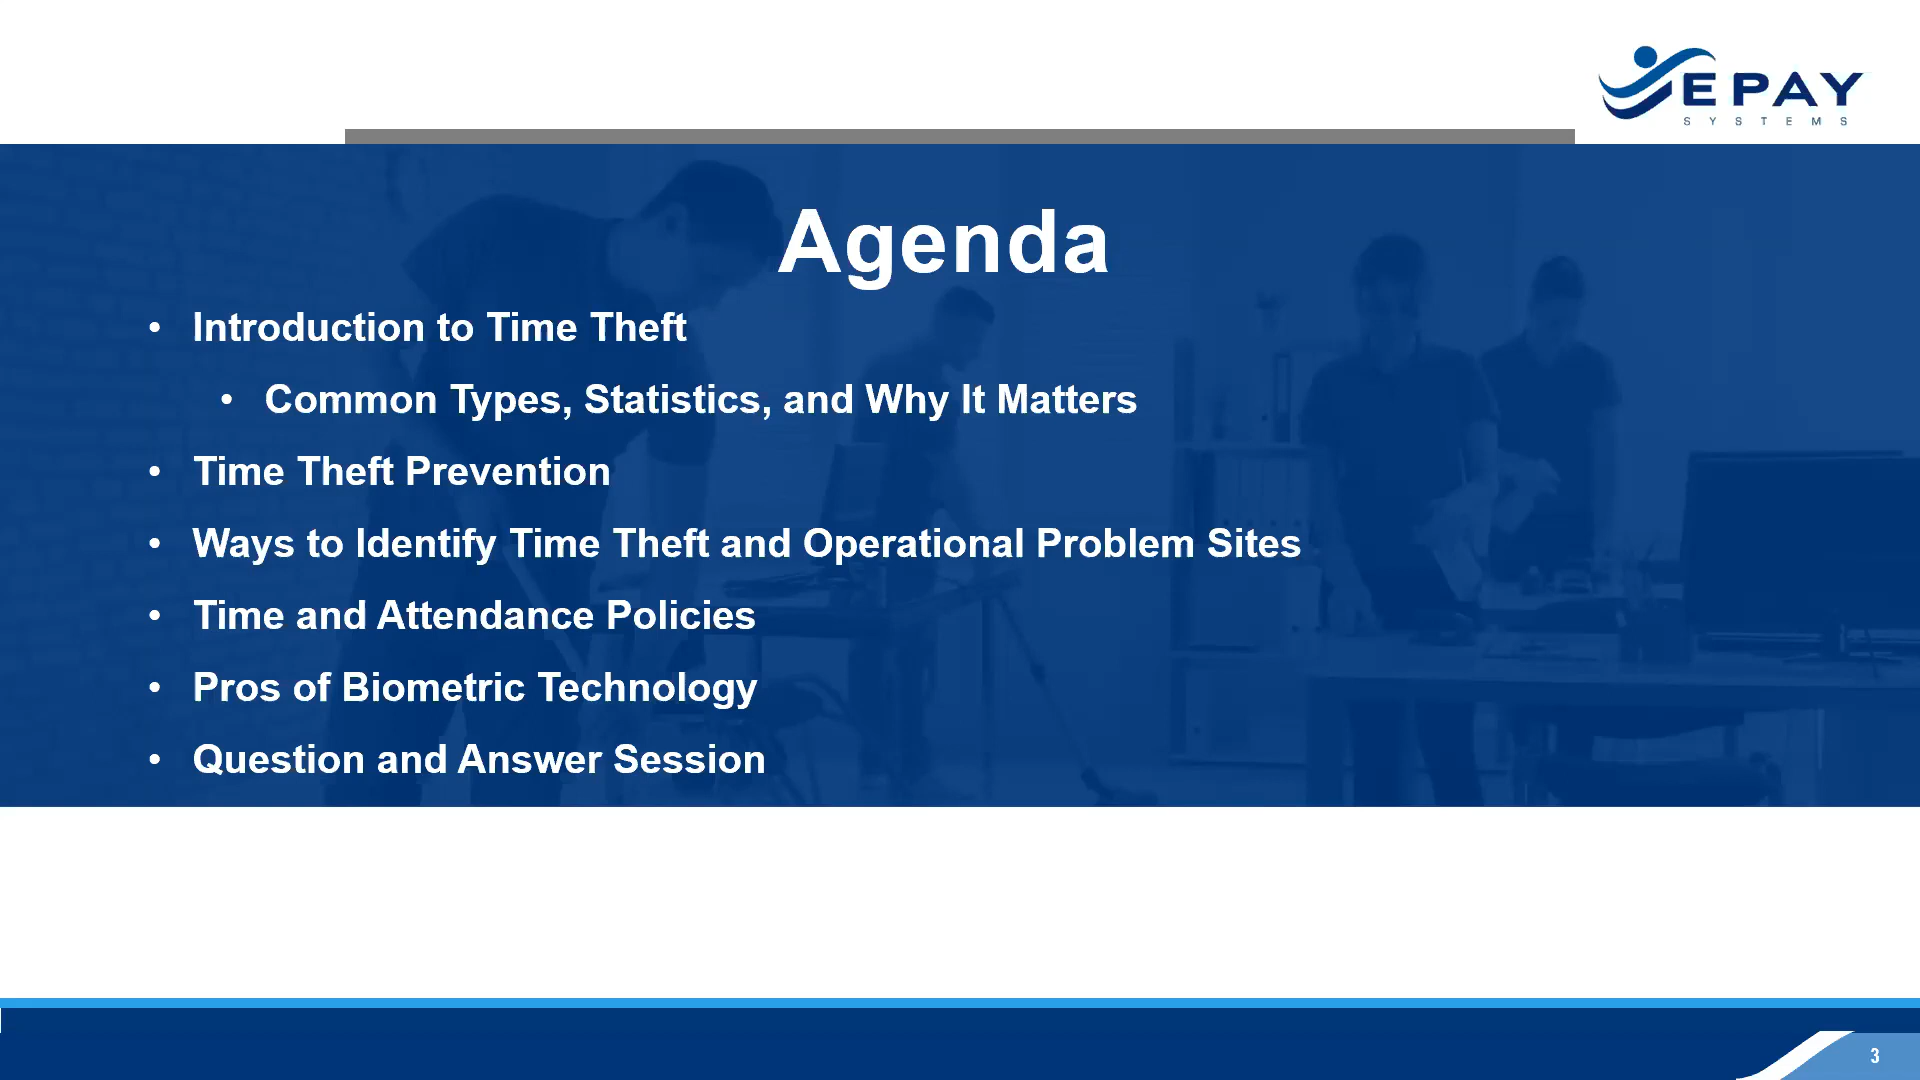 EPAY
SYSTEMS
Agenda
• Introduction to Time Theft
• Common Types, Statistics, and Why It Matters
• Time Theft Prevention
• Ways to Identify Time Theft and Operational Problem Sites
• Time and Attendance Policies
• Pros of Biometric Technology
• Question and Answer Session
3